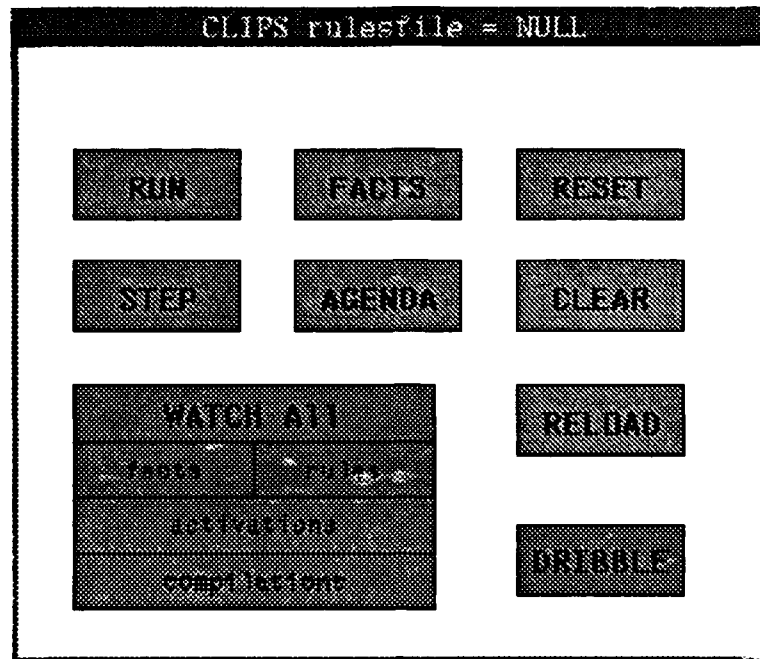 CLIPS rulesfile = NULL
RUN FACTS RESET
STEP AGENDA CLEAR
WATCH All
RELOAD
facts rules
activations
compilations
DRIBBLE